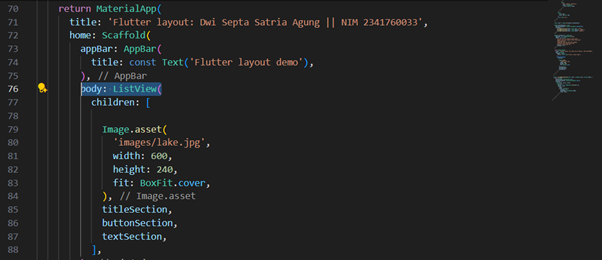 70 return MaterialApp(
71 title: 'Flutter layout: Dwi Septa Satria Agung || NIM 2341760033',
72 home: Scaffold(
73 appBar: AppBar(
74 title: const Text('Flutter layout demo'),
75 ), // AppBar
76 body: ListView(
77 children: [
78
79 Image.asset(
80 'images/lake.jpg',
81 width: 600,
82 height: 240,
83 fit: BoxFit.cover,
84 ), // Image.asset
85 titleSection,
86 buttonSection,
87 textSection,
88 ],